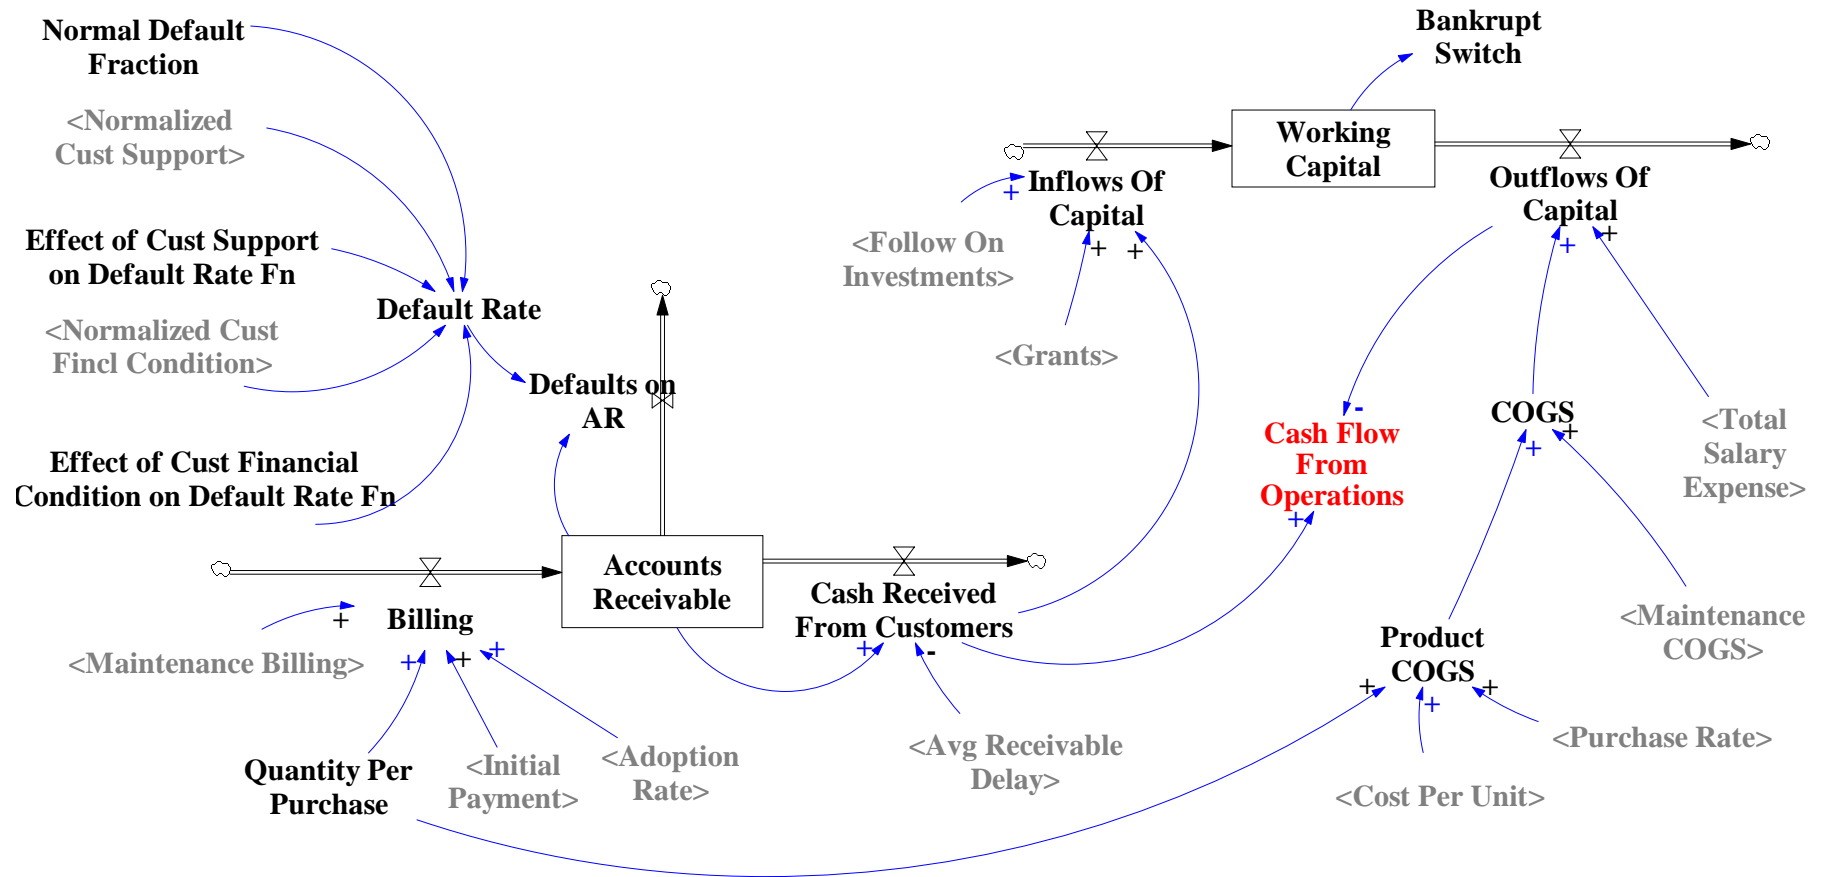 Normal Default
Fraction
<Normalized
Cust Support>
Effect of Cust Support
on Default Rate Fn
<Normalized Cust
Fincl Condition>
Default Rate
Effect of Cust Financial
Condition on Default Rate Fn
Defaults on
AR
Accounts
Receivable
Billing
+
<Maintenance Billing>
+
+
+
Quantity Per
Purchase
<Initial
Payment>
<Adoption
Rate>
Cash Received
From Customers
+
-
<Avg Receivable
Delay>
Bankrupt
Switch
Working
Capital
Inflows Of
Capital
+
+
+
<Follow On
Investments>
<Grants>
Outflows Of
Capital
+
+
-
Cash Flow
From
Operations
+
COGS
+
+
<Total
Salary
Expense>
<Maintenance
COGS>
Product
COGS
+
+
+
<Purchase Rate>
<Cost Per Unit>